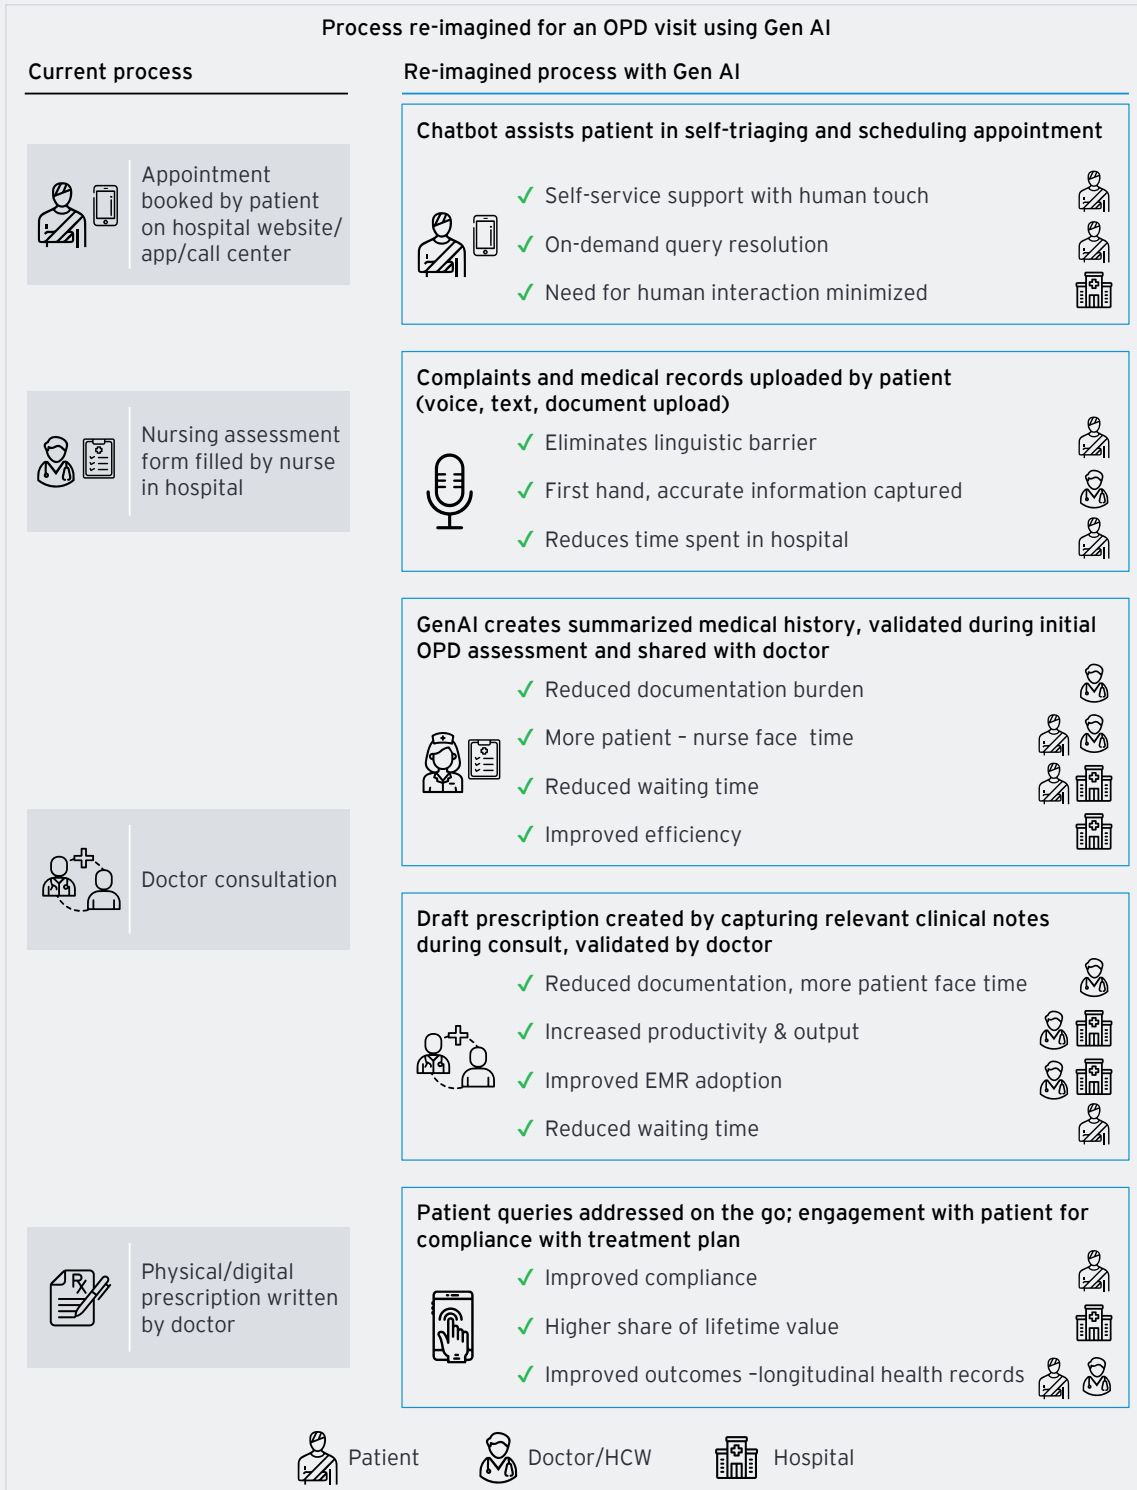 Process re-imagined for an OPD visit using Gen AI
Current process
Re-imagined process with Gen AI
Appointment
booked by patient
on hospital website/
app/call center
Chatbot assists patient in self-triaging and scheduling appointment
✓ Self-service support with human touch
✓ On-demand query resolution
✓ Need for human interaction minimized
Nursing assessment
form filled by nurse
in hospital
Complaints and medical records uploaded by patient
(voice, text, document upload)
✓ Eliminates linguistic barrier
✓ First hand, accurate information captured
✓ Reduces time spent in hospital
GenAI creates summarized medical history, validated during initial
OPD assessment and shared with doctor
✓ Reduced documentation burden
✓ More patient – nurse face  time
✓ Reduced waiting time
✓ Improved efficiency
Doctor consultation
Draft prescription created by capturing relevant clinical notes
during consult, validated by doctor
✓ Reduced documentation, more patient face time
✓ Increased productivity & output
✓ Improved EMR adoption
✓ Reduced waiting time
Rx
Physical/digital
prescription written
by doctor
Patient queries addressed on the go; engagement with patient for
compliance with treatment plan
✓ Improved compliance
✓ Higher share of lifetime value
✓ Improved outcomes –longitudinal health records
Patient
Doctor/HCW
Hospital